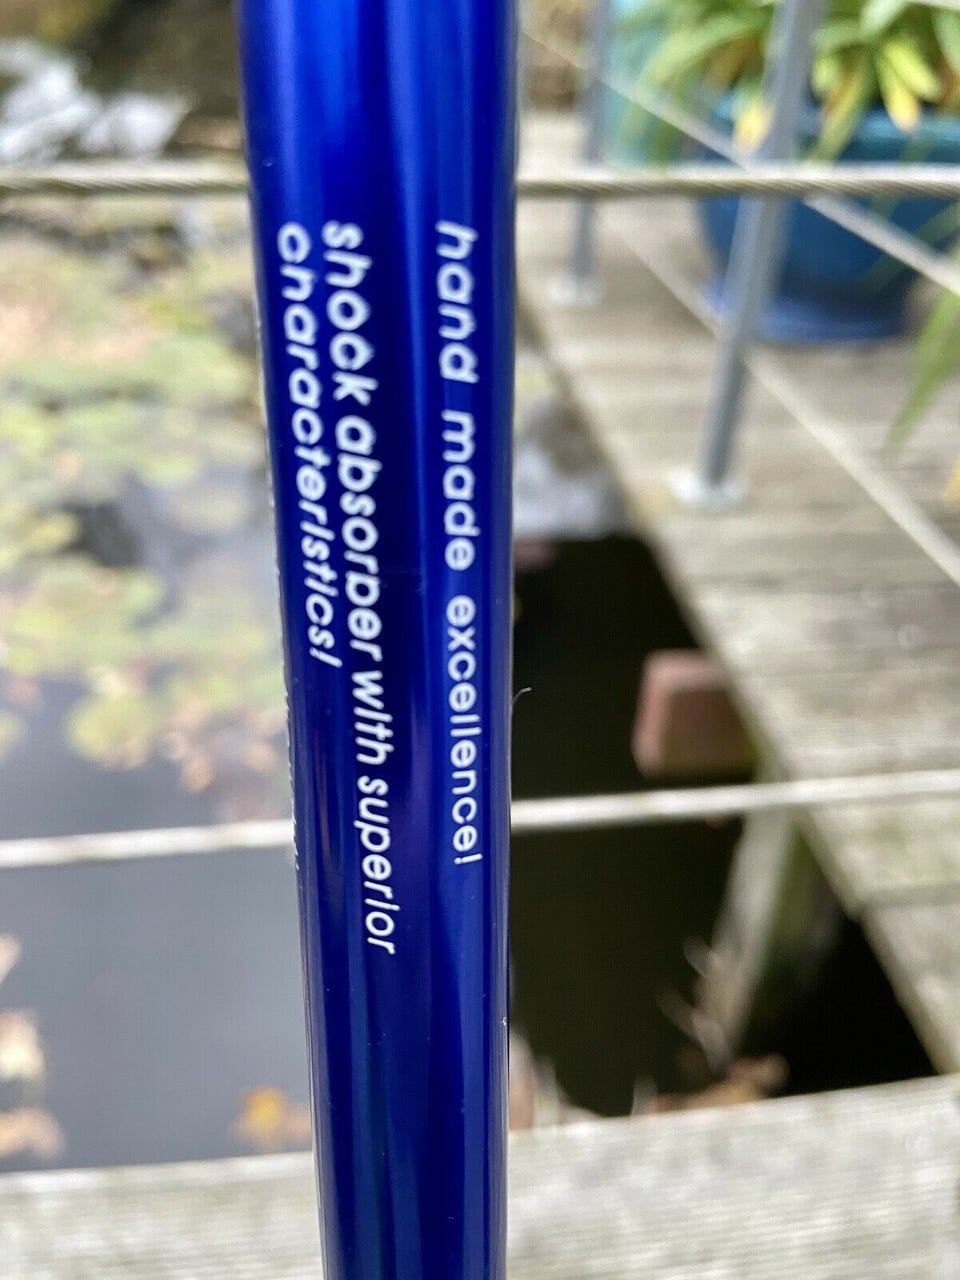 hand made excellence!
shock absorber with superior
characteristics!